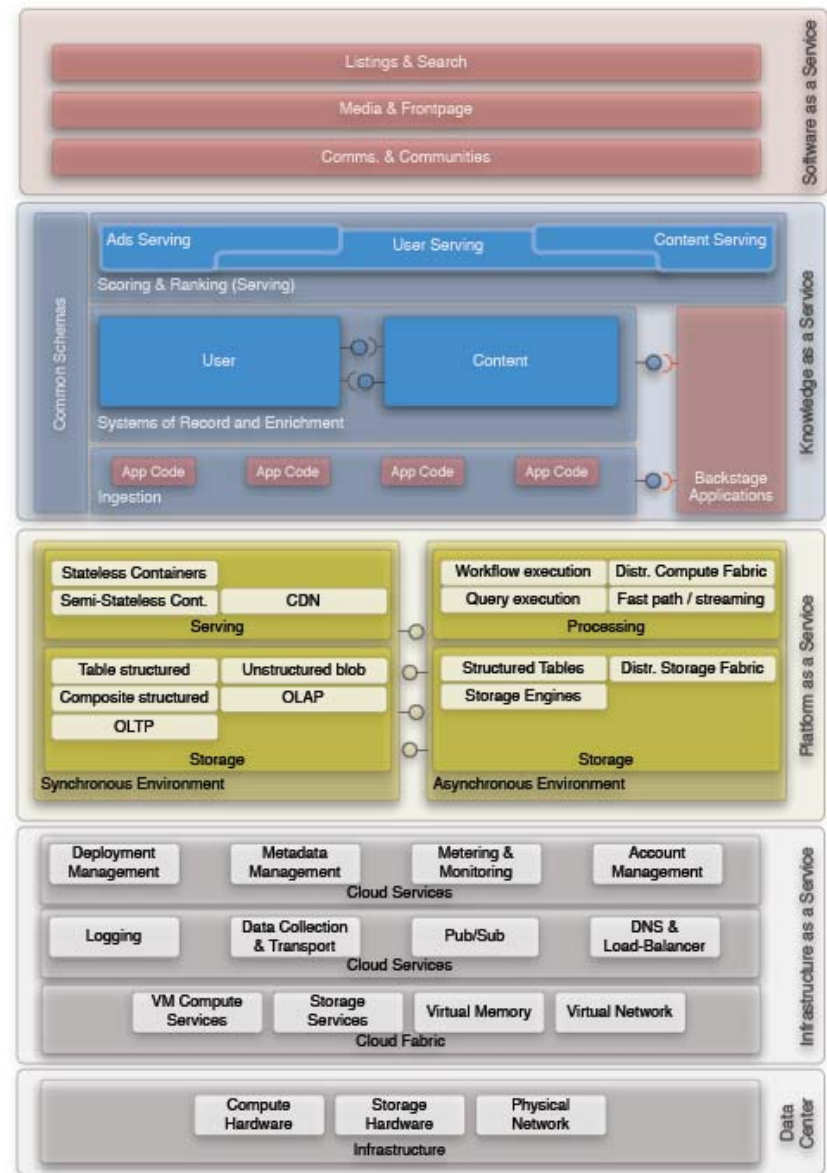 Listings & Search
Media & Frontpage
Comms. & Communities
Software as a Service
Common Schemas
Ads Serving
User Serving
Content Serving
Scoring & Ranking (Serving)
User
Content
Systems of Record and Enrichment
App Code
App Code
App Code
App Code
Ingestion
Backstage
Applications
Knowledge as a Service
Stateless Containers
Semi-Stateless Cont.
CDN
Serving
Table structured
Unstructured blob
Composite structured
OLAP
OLTP
Storage
Synchronous Environment
Workflow execution
Distr. Compute Fabric
Query execution
Fast path / streaming
Processing
Structured Tables
Distr. Storage Fabric
Storage Engines
Storage
Asynchronous Environment
Platform as a Service
Deployment
Management
Metadata
Management
Metering &
Monitoring
Account
Management
Cloud Services
Logging
Data Collection
& Transport
Pub/Sub
DNS &
Load-Balancer
Cloud Services
VM Compute
Services
Storage
Services
Virtual Memory
Virtual Network
Cloud Fabric
Infrastructure as a Service
Compute
Hardware
Storage
Hardware
Physical
Network
Infrastructure
Data
Center